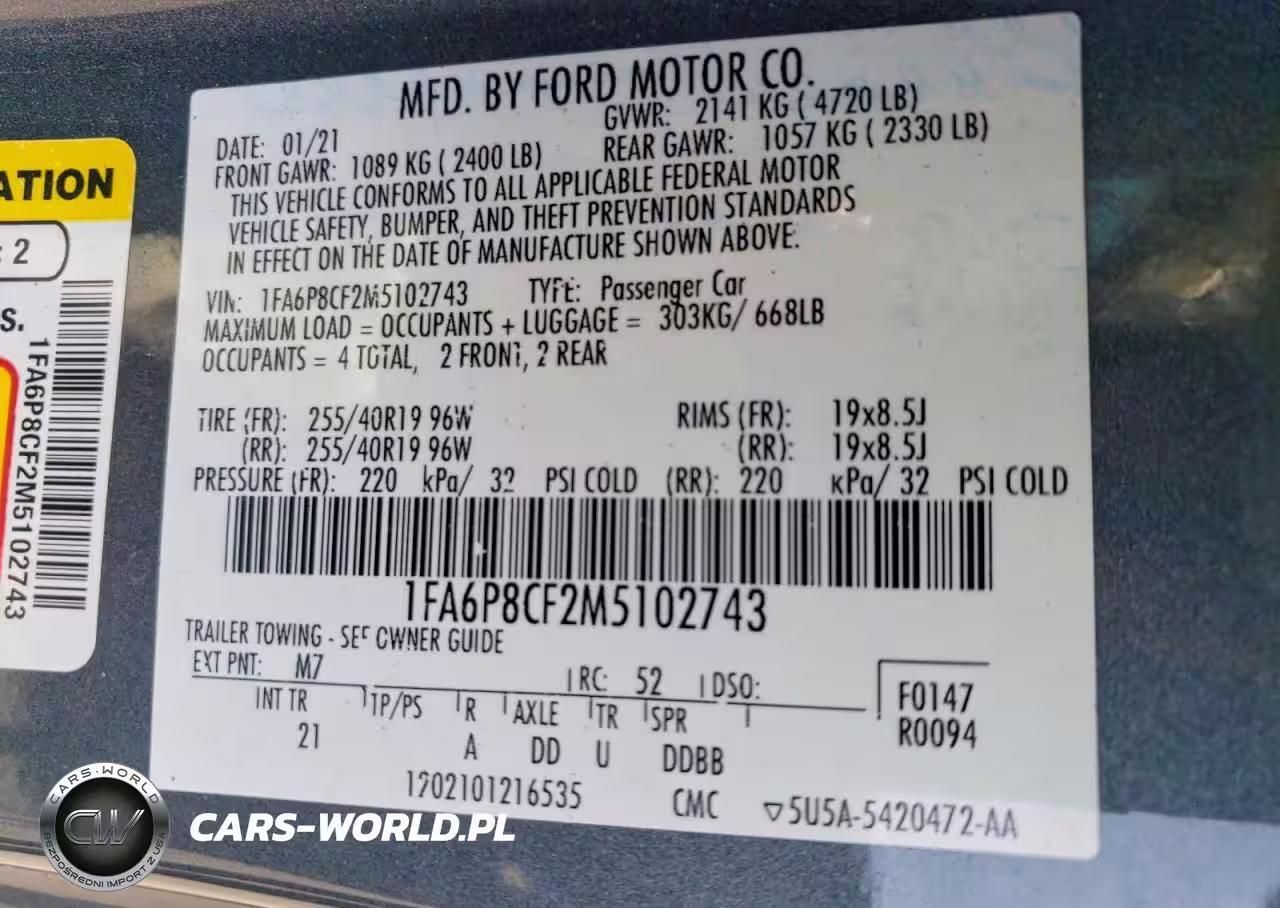 MFD. BY FORD MOTOR CO.
DATE: 01/21 GVWR: 2141 KG ( 4720 LB)
FRONT GAWR: 1089 KG ( 2400 LB) REAR GAWR: 1057 KG ( 2330 LB)
THIS VEHICLE CONFORMS TO ALL APPLICABLE FEDERAL MOTOR
VEHICLE SAFETY, BUMPER, AND THEFT PREVENTION STANDARDS
IN EFFECT ON THE DATE OF MANUFACTURE SHOWN ABOVE.
VIN: 1FA6P8CF2M5102743 TYPE: Passenger Car
MAXIMUM LOAD = OCCUPANTS + LUGGAGE = 303KG/ 668LB
OCCUPANTS = 4 TOTAL, 2 FRONT, 2 REAR
TIRE (FR): 255/40R19 96W RIMS (FR): 19x8.5J
(RR): 255/40R19 96W (RR): 19x8.5J
PRESSURE (FR): 220 kPa/ 32 PSI COLD (RR): 220 kPa/ 32 PSI COLD
1FA6P8CF2M5102743
TRAILER TOWING - SEE OWNER GUIDE
EXT PNT: M7 RC: 52 DSO:
INT TR TP/PS R AXLE TR SPR
21 A DD U DDBB
F0147
R0094
1202101216535 CMC ▽5U5A-5420472-AA
ATION
: 2
S.
1FA6P8CF2M5102743
CARS-WORLD
CW
BEZPOŚREDNI IMPORT Z USA
CARS-WORLD.PL